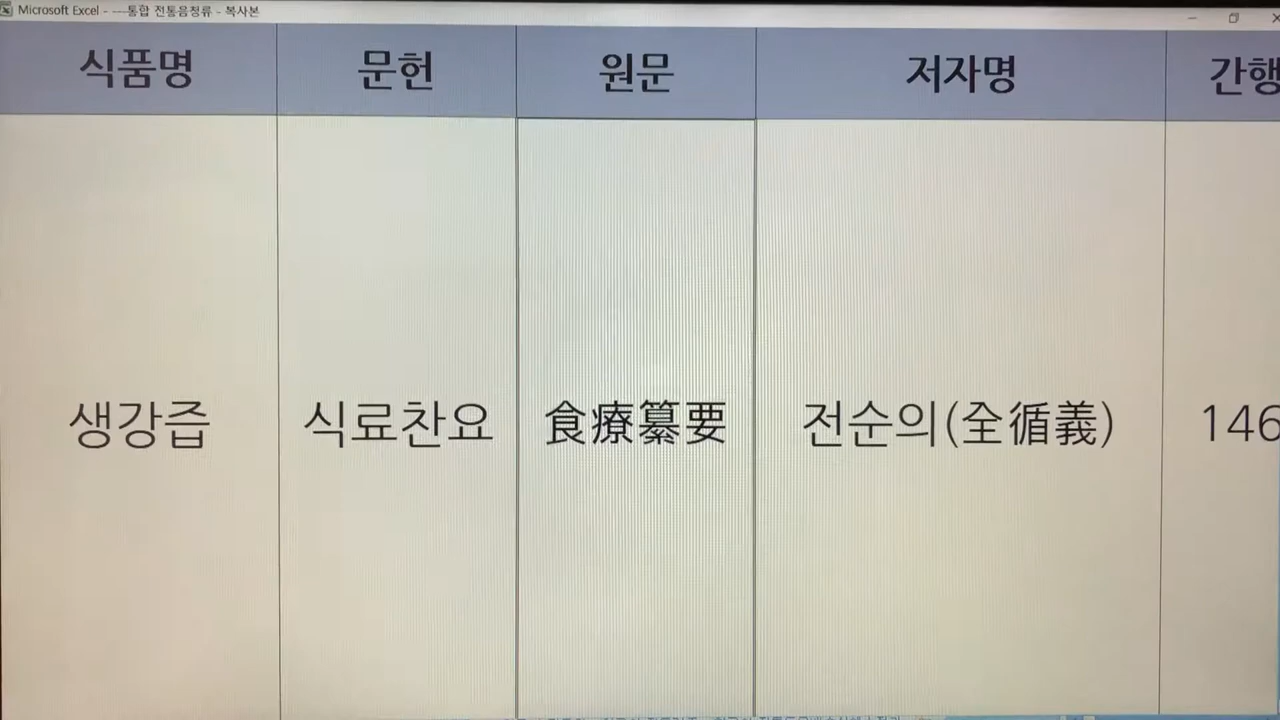 Microsoft Excel - ---통합 전통음청류 - 복사본
식품명 문헌 원문 저자명 간행
생강즙 식료찬요 食療纂要 전순의(全循義) 146